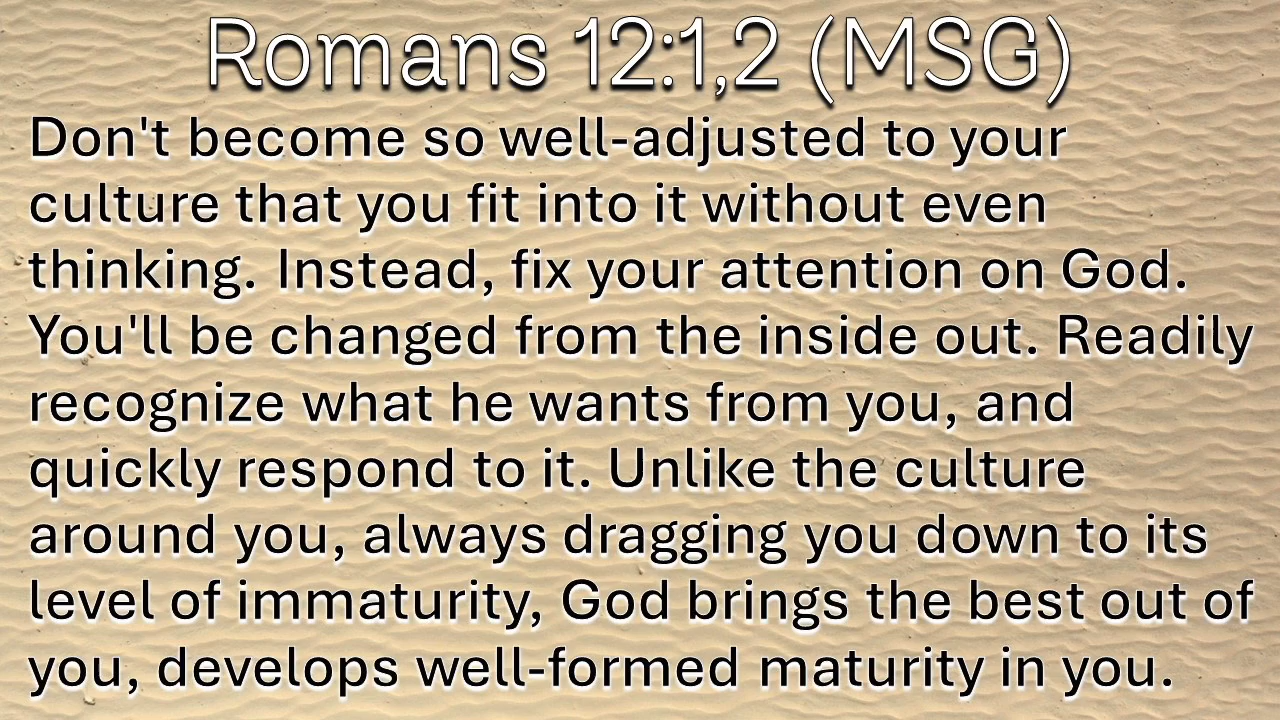 Romans 12:1,2 (MSG)
Don't become so well-adjusted to your
culture that you fit into it without even
thinking. Instead, fix your attention on God.
You'll be changed from the inside out. Readily
recognize what he wants from you, and
quickly respond to it. Unlike the culture
around you, always dragging you down to its
level of immaturity, God brings the best out of
you, develops well-formed maturity in you.